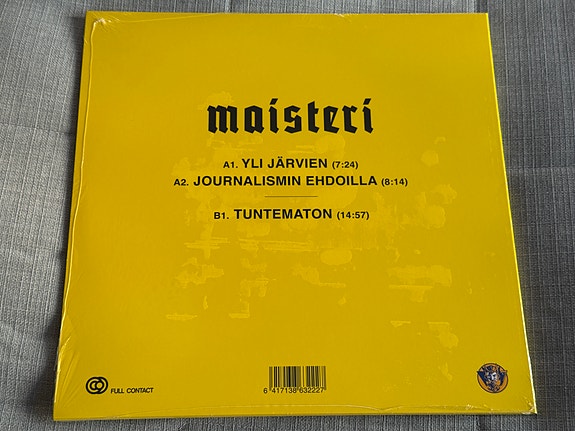 maisteri
A1. YLI JÄRVIEN (7:24)
A2. JOURNALISMIN EHDOILLA (8:14)
B1. TUNTEMATON (14:57)
FULL CONTACT
6 417138 632227